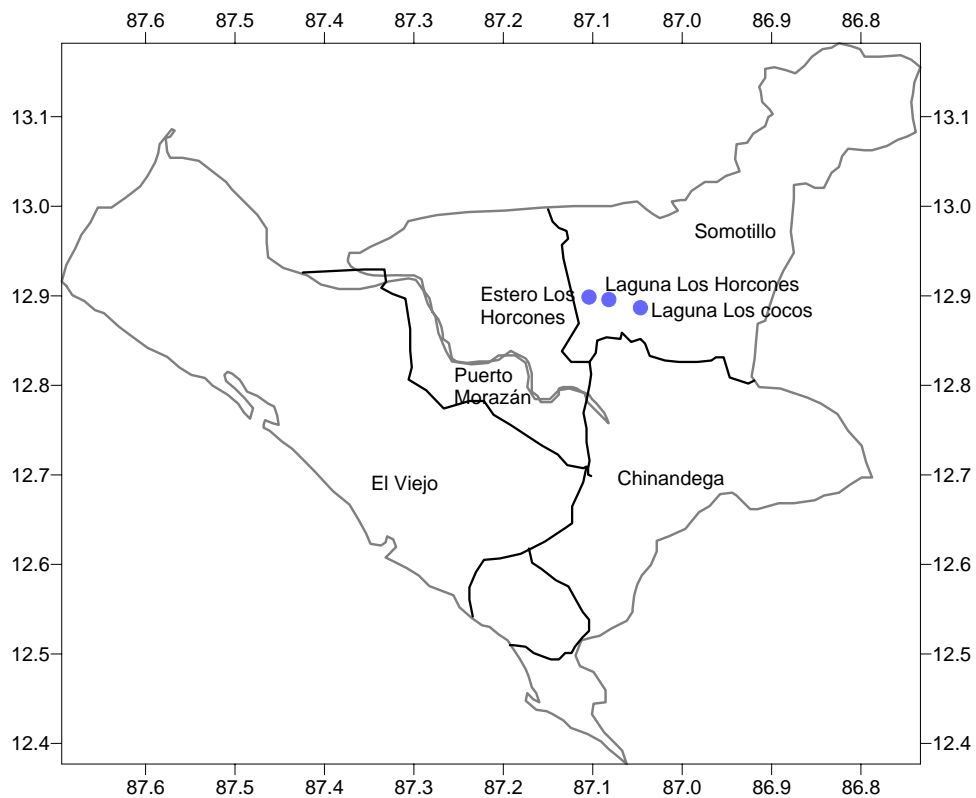 87.6 87.5 87.4 87.3 87.2 87.1 87.0 86.9 86.8
13.1 13.1
13.0 13.0
Somotillo
Laguna Los Horcones
Estero Los
12.9 12.9
Laguna Los cocos
Horcones
12.8 12.8
Puerto
Morazán
12.7 12.7
El Viejo
Chinandega
12.6 12.6
12.5 12.5
12.4 12.4
87.6 87.5 87.4 87.3 87.2 87.1 87.0 86.9 86.8